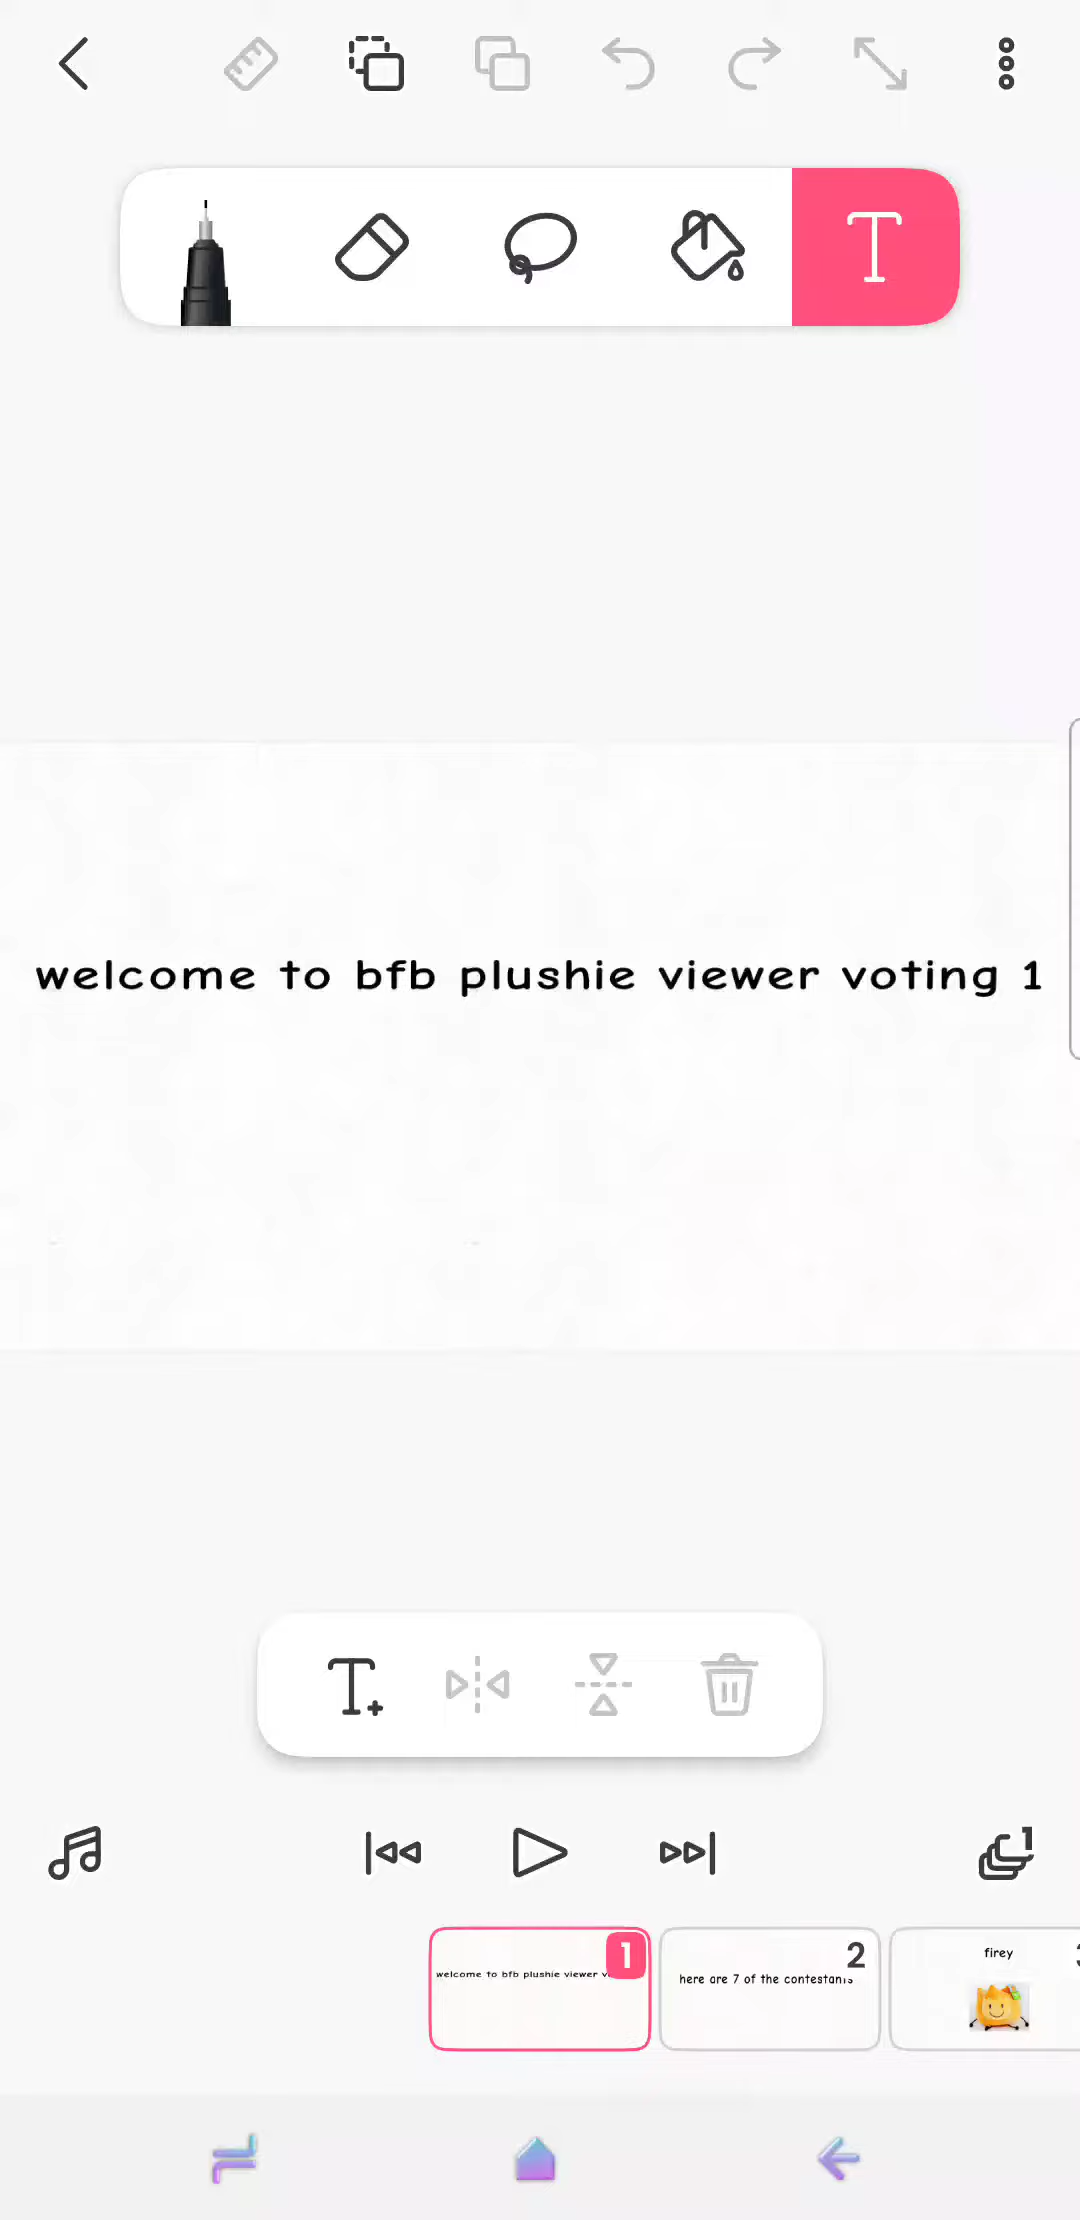 welcome to bfb plushie viewer voting 1
1
1
welcome to bfb plushie viewer
2
here are 7 of the contestants
firey